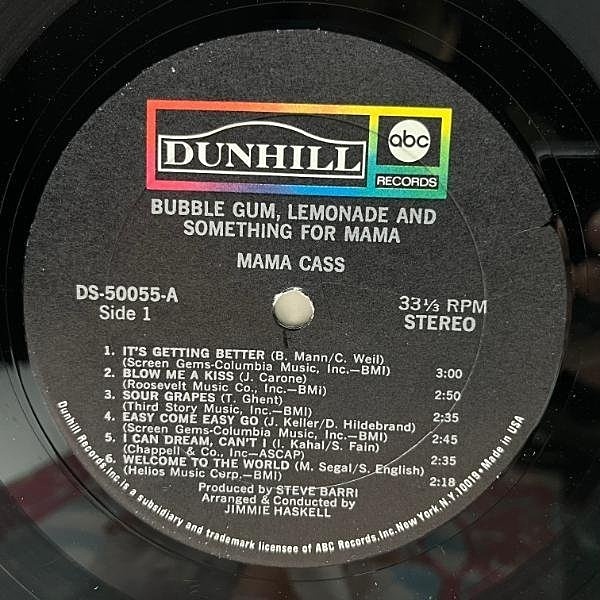 DUNHILL
abc
RECORDS
BUBBLE GUM, LEMONADE AND
SOMETHING FOR MAMA
MAMA CASS
DS-50055-A
Side 1
33 1/3 RPM
STEREO
1. IT'S GETTING BETTER (B. Mann/C. Weil)
(Screen Gems-Columbia Music, Inc.—BMI) 3:00
2. BLOW ME A KISS (J. Carone)
(Roosevelt Music Co., Inc.—BMI) 2:50
3. SOUR GRAPES (T. Ghent)
(Third Story Music, Inc.—BMI) 2:35
4. EASY COME EASY GO (J. Keller/D. Hildebrand)
(Screen Gems-Columbia Music, Inc.—BMI) 2:45
5. I CAN DREAM, CAN'T I (I. Kahal/S. Fain)
(Chappell & Co., Inc—ASCAP) 2:35
6. WELCOME TO THE WORLD (M. Segal/S. English)
(Helios Music Corp.—BMI) 2:18
Produced by STEVE BARRI
Arranged & Conducted by
JIMMIE HASKELL
Dunhill Records, Inc. is a subsidiary and trademark licensee of ABC Records, Inc. New York, N.Y. 10019 • Made in USA